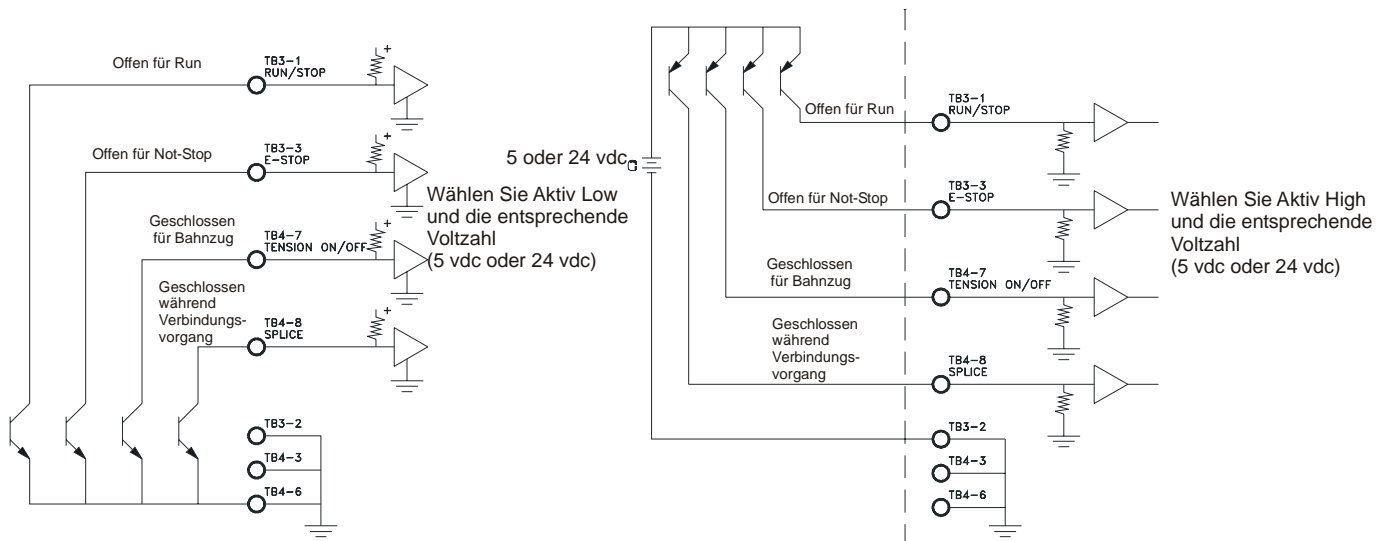 Offen für Run
TB3-1
RUN/STOP
+
Offen für Not-Stop
TB3-3
E-STOP
+
Geschlossen
für Bahnzug
TB4-7
TENSION ON/OFF
+
Geschlossen
während
Verbindungs-
vorgang
TB4-8
SPLICE
+
TB3-2
TB4-3
TB4-6
Wählen Sie Aktiv Low
und die entsprechende
Voltzahl
(5 vdc oder 24 vdc)
5 oder 24 vdc
Offen für Run
TB3-1
RUN/STOP
Offen für Not-Stop
TB3-3
E-STOP
Geschlossen
für Bahnzug
TB4-7
TENSION ON/OFF
Geschlossen
während
Verbindungs-
vorgang
TB4-8
SPLICE
TB3-2
TB4-3
TB4-6
Wählen Sie Aktiv High
und die entsprechende
Voltzahl
(5 vdc oder 24 vdc)